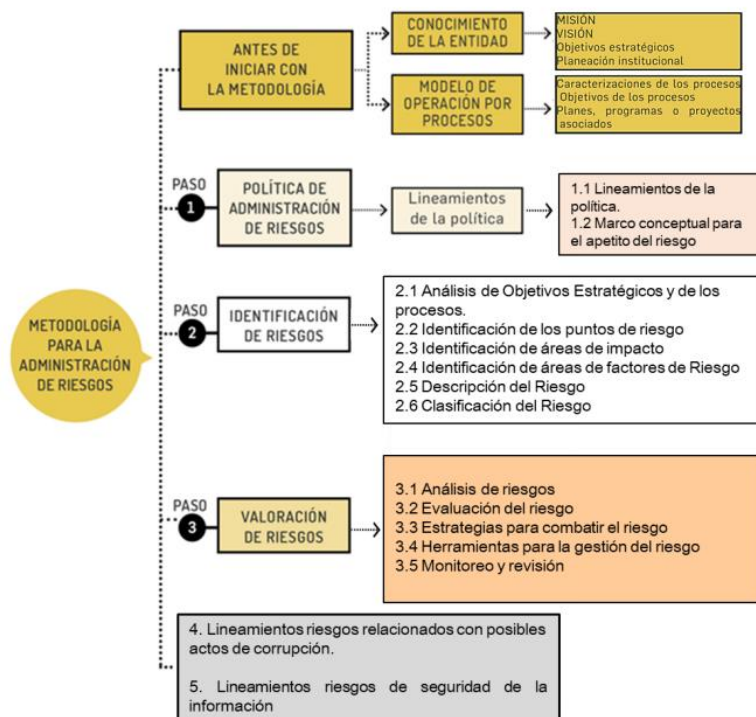 ANTES DE
INICIAR CON
LA METODOLOGÍA
CONOCIMIENTO
DE LA ENTIDAD
MISIÓN
VISIÓN
Objetivos estratégicos
Planeación institucional
MODELO DE
OPERACIÓN POR
PROCESOS
Caracterizaciones de los procesos
Objetivos de los procesos
Planes, programas o proyectos
asociados
PASO
1
POLÍTICA DE
ADMINISTRACIÓN
DE RIESGOS
Lineamientos
de la política
1.1 Lineamientos de la
política.
1.2 Marco conceptual para
el apetito del riesgo
METODOLOGÍA
PARA LA
ADMINISTRACIÓN
DE RIESGOS
PASO
2
IDENTIFICACIÓN
DE RIESGOS
2.1 Análisis de Objetivos Estratégicos y de los
procesos.
2.2 Identificación de los puntos de riesgo
2.3 Identificación de áreas de impacto
2.4 Identificación de áreas de factores de Riesgo
2.5 Descripción del Riesgo
2.6 Clasificación del Riesgo
PASO
3
VALORACIÓN
DE RIESGOS
3.1 Análisis de riesgos
3.2 Evaluación del riesgo
3.3 Estrategias para combatir el riesgo
3.4 Herramientas para la gestión del riesgo
3.5 Monitoreo y revisión
4. Lineamientos riesgos relacionados con posibles
actos de corrupción.
5. Lineamientos riesgos de seguridad de la
información